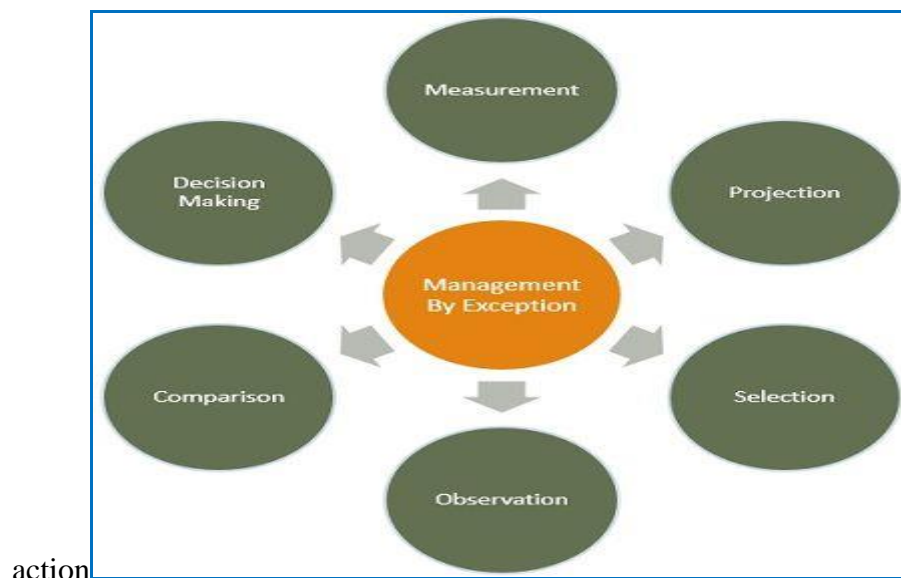 Measurement
Decision
Making
Projection
Management
By Exception
Comparison
Selection
Observation
action